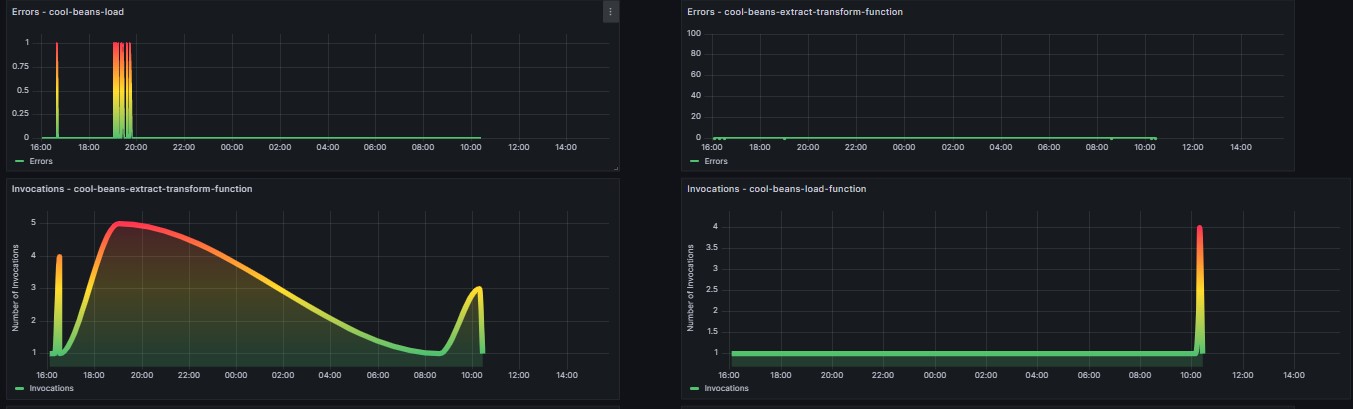 Errors - cool-beans-load
1
0.75
0.5
0.25
0
16:00 18:00 20:00 22:00 00:00 02:00 04:00 06:00 08:00 10:00 12:00 14:00
Errors
Errors - cool-beans-extract-transform-function
100
80
60
40
20
0
16:00 18:00 20:00 22:00 00:00 02:00 04:00 06:00 08:00 10:00 12:00 14:00
Errors
Invocations - cool-beans-extract-transform-function
Number of Invocations
5
4
3
2
1
16:00 18:00 20:00 22:00 00:00 02:00 04:00 06:00 08:00 10:00 12:00 14:00
Invocations
Invocations - cool-beans-load-function
Number of Invocations
4
3.5
3
2.5
2
1.5
1
16:00 18:00 20:00 22:00 00:00 02:00 04:00 06:00 08:00 10:00 12:00 14:00
Invocations